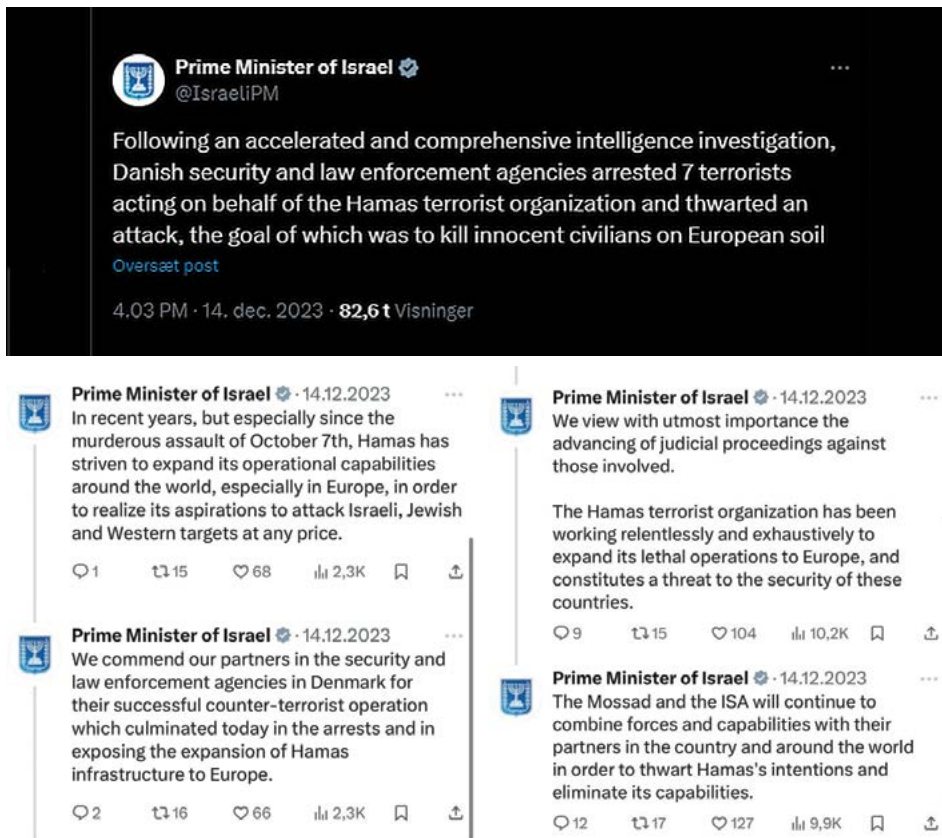 Prime Minister of Israel
@IsraeliPM
Following an accelerated and comprehensive intelligence investigation,
Danish security and law enforcement agencies arrested 7 terrorists
acting on behalf of the Hamas terrorist organization and thwarted an
attack, the goal of which was to kill innocent civilians on European soil
Oversæt post
4.03 PM · 14. dec. 2023 · 82,6 t Visninger
Prime Minister of Israel · 14.12.2023
In recent years, but especially since the
murderous assault of October 7th, Hamas has
striven to expand its operational capabilities
around the world, especially in Europe, in order
to realize its aspirations to attack Israeli, Jewish
and Western targets at any price.
1 15 68 2,3K
Prime Minister of Israel · 14.12.2023
We commend our partners in the security and
law enforcement agencies in Denmark for
their successful counter-terrorist operation
which culminated today in the arrests and in
exposing the expansion of Hamas
infrastructure to Europe.
2 16 66 2,3K
Prime Minister of Israel · 14.12.2023
We view with utmost importance the
advancing of judicial proceedings against
those involved.
The Hamas terrorist organization has been
working relentlessly and exhaustively to
expand its lethal operations to Europe, and
constitutes a threat to the security of these
countries.
9 15 104 10,2K
Prime Minister of Israel · 14.12.2023
The Mossad and the ISA will continue to
combine forces and capabilities with their
partners in the country and around the world
in order to thwart Hamas's intentions and
eliminate its capabilities.
12 17 127 9,9K